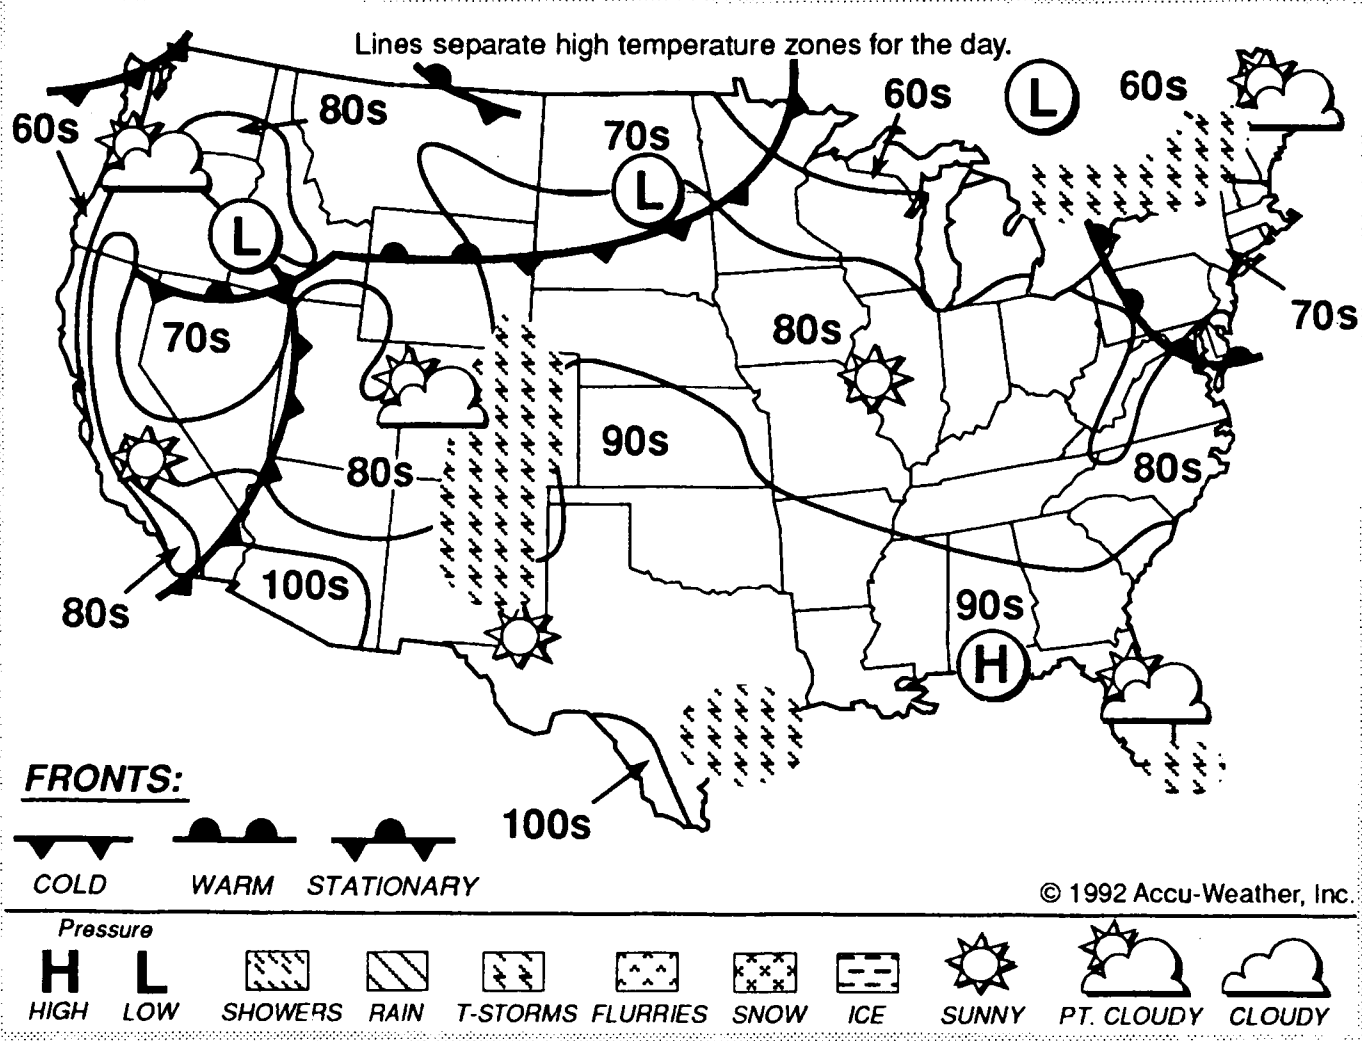 Lines separate high temperature zones for the day.
60s
80s
70s
L
60s
L
60s
L
70s
80s
70s
80s
90s
80s
80s
100s
90s
H
100s
FRONTS:
COLD
WARM
STATIONARY
© 1992 Accu-Weather, Inc.
Pressure
H
L
HIGH
LOW
SHOWERS
RAIN
T-STORMS
FLURRIES
SNOW
ICE
SUNNY
PT. CLOUDY
CLOUDY